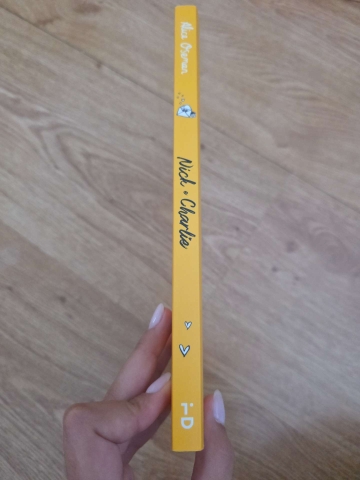 Alice Oseman
Nick • Charlie
i-D